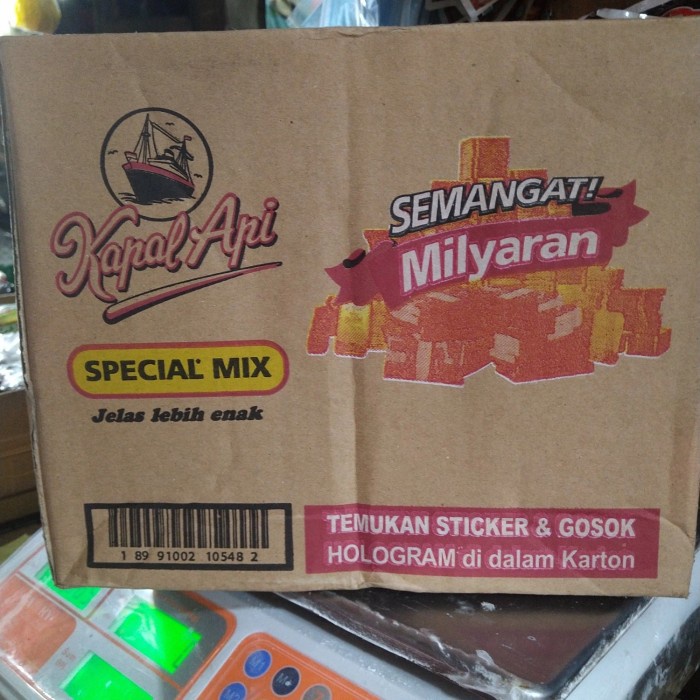 Kapal Api
SPECIAL MIX
Jelas lebih enak
SEMANGAT!
Milyaran
1 89 91002 10548 2
TEMUKAN STICKER & GOSOK
HOLOGRAM di dalam Karton